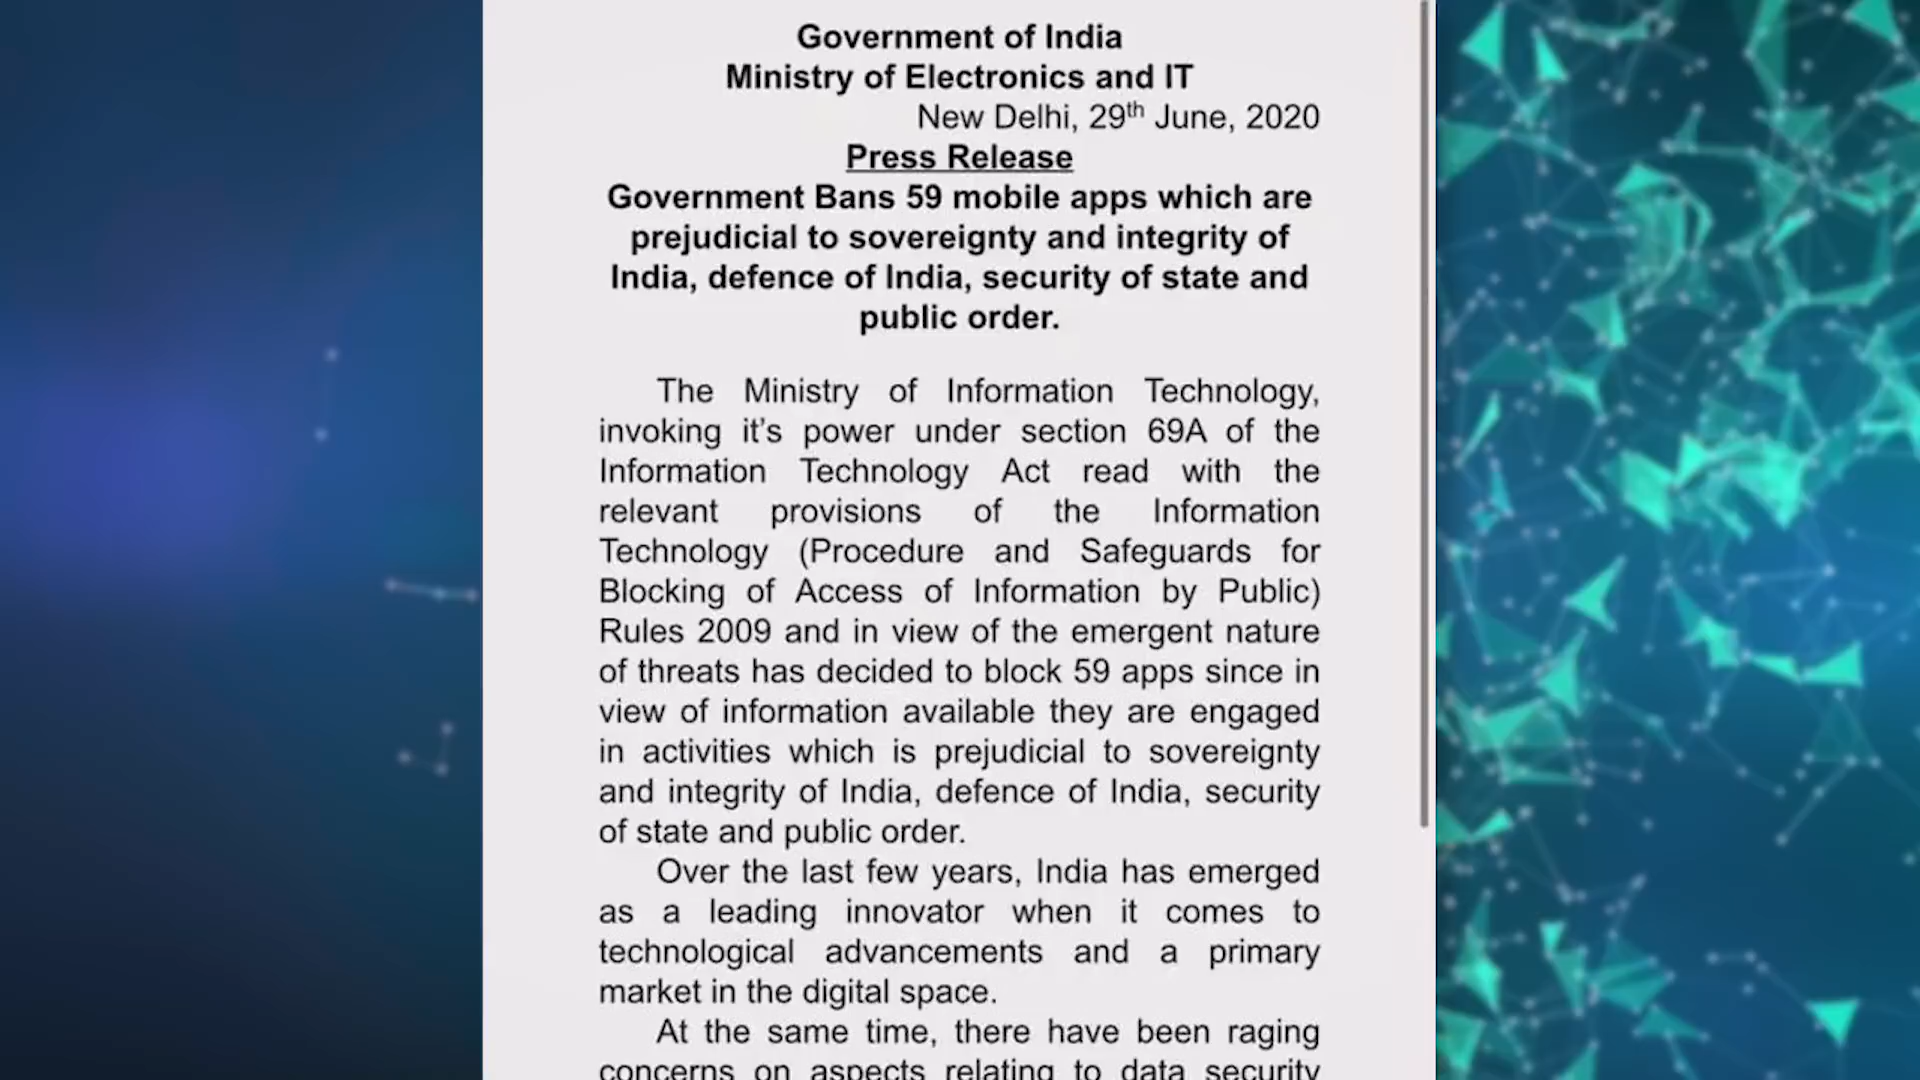 Government of India
Ministry of Electronics and IT
New Delhi, 29th June, 2020
Press Release
Government Bans 59 mobile apps which are
prejudicial to sovereignty and integrity of
India, defence of India, security of state and
public order.
The Ministry of Information Technology,
invoking it's power under section 69A of the
Information Technology Act read with the
relevant provisions of the Information
Technology (Procedure and Safeguards for
Blocking of Access of Information by Public)
Rules 2009 and in view of the emergent nature
of threats has decided to block 59 apps since in
view of information available they are engaged
in activities which is prejudicial to sovereignty
and integrity of India, defence of India, security
of state and public order.
Over the last few years, India has emerged
as a leading innovator when it comes to
technological advancements and a primary
market in the digital space.
At the same time, there have been raging
concerns on aspects relating to data security